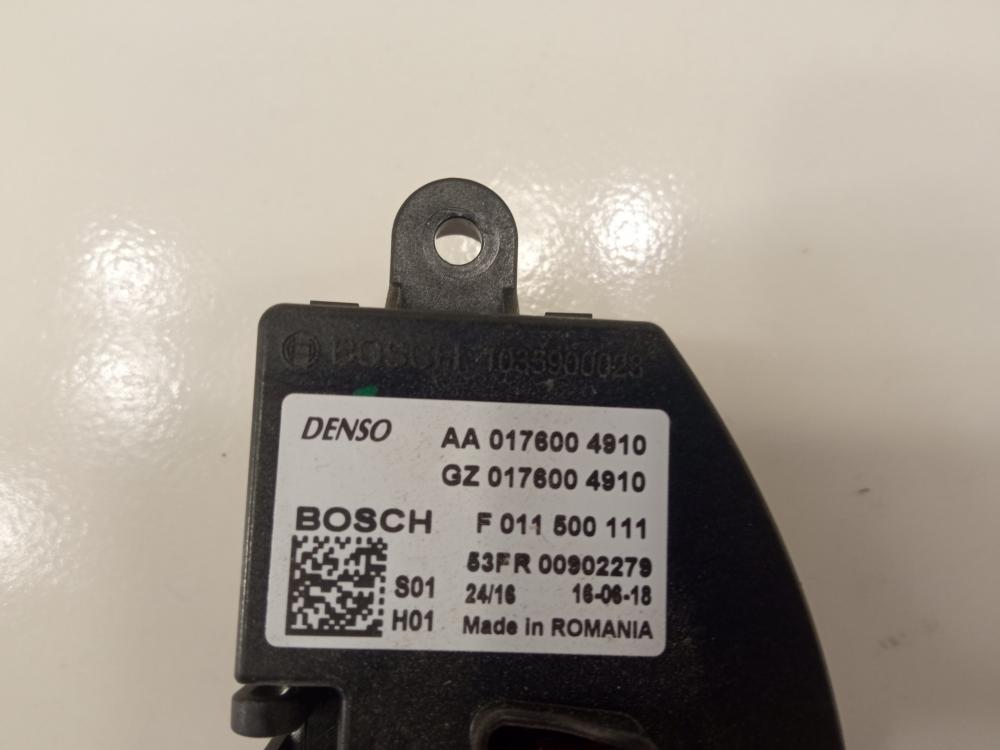 BOSCH 1035900023
DENSO AA 017600 4910
GZ 017600 4910
BOSCH F 011 500 111
53FR 00902279
S01 24/16 16-06-18
H01 Made in ROMANIA